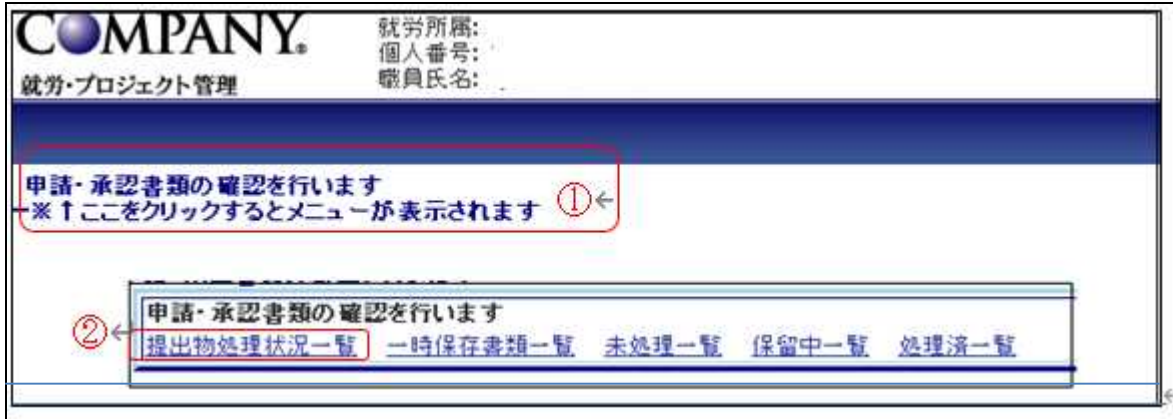 COMPANY.
就労・プロジェクト管理
就労所属:
個人番号:
職員氏名:
申請・承認書類の確認を行います
※↑ここをクリックするとメニューが表示されます
①←
申請・承認書類の確認を行います
②←
提出物処理状況一覧 一時保存書類一覧 未処理一覧 保留中一覧 処理済一覧